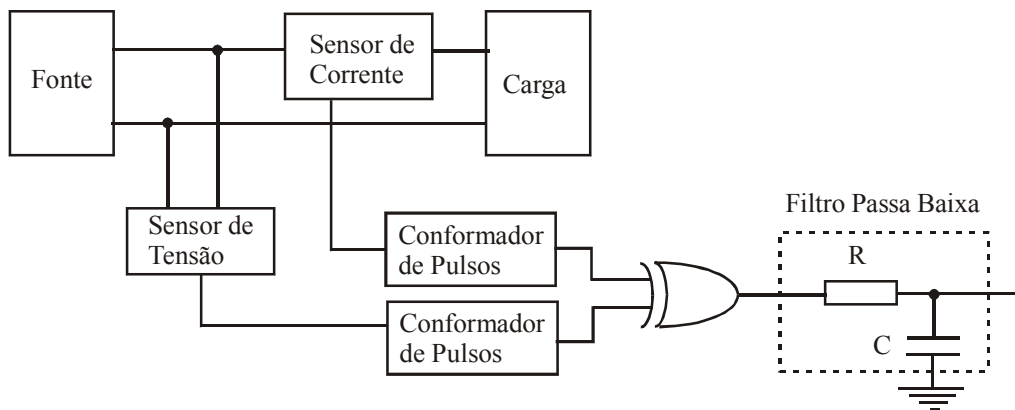 Fonte
Sensor de
Corrente
Carga
Sensor de
Tensão
Conformador
de Pulsos
Conformador
de Pulsos
Filtro Passa Baixa
R
C